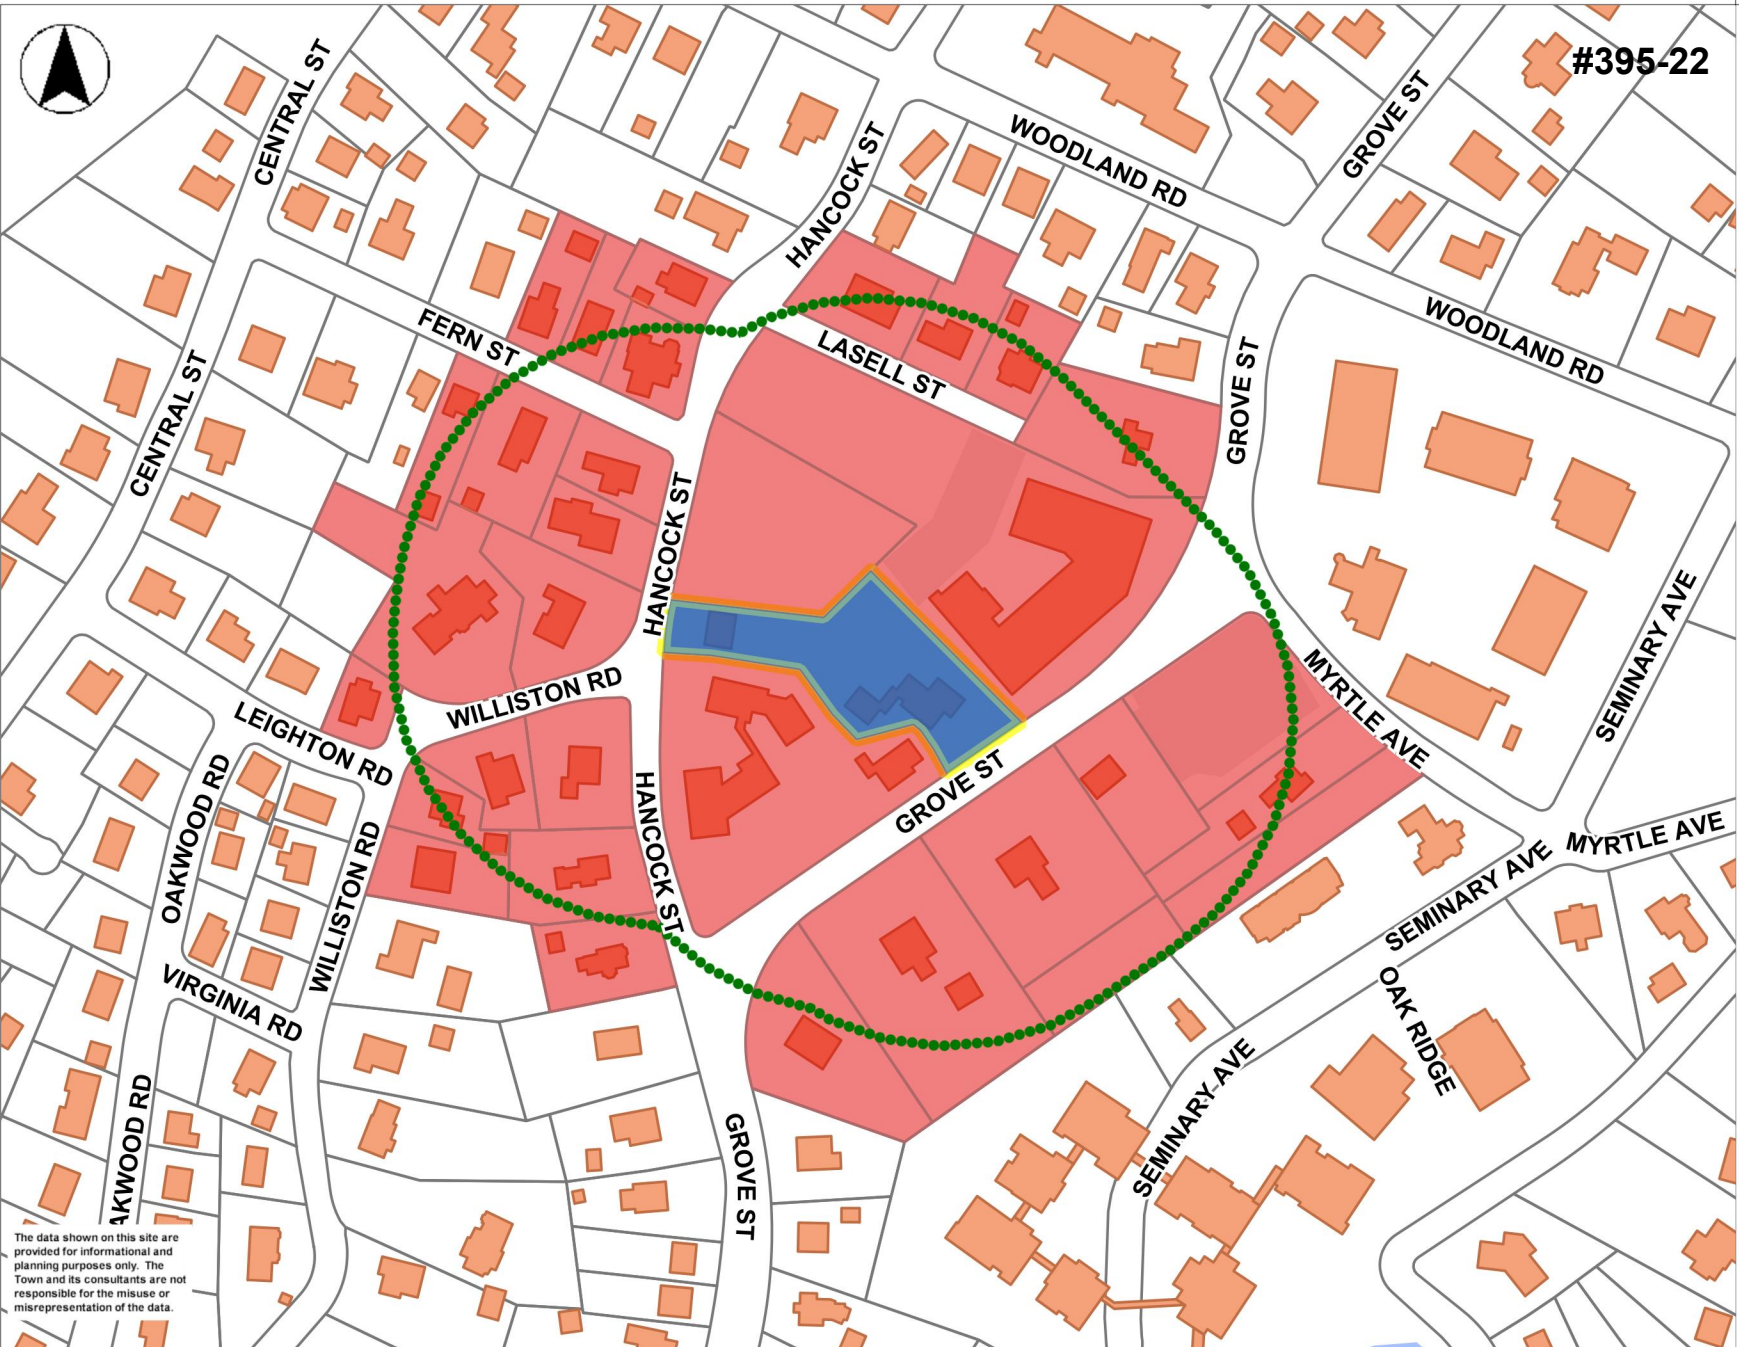 #395-22
CENTRAL ST
HANCOCK ST
WOODLAND RD
GROVE ST
FERN ST
LASELL ST
WOODLAND RD
CENTRAL ST
GROVE ST
HANCOCK ST
SEMINARY AVE
WILLISTON RD
LEIGHTON RD
MYRTLE AVE
OAKWOOD RD
HANCOCK ST
GROVE ST
MYRTLE AVE
WILLISTON RD
SEMINARY AVE
VIRGINIA RD
OAK RIDGE
SEMINARY AVE
AKWOOD RD
GROVE ST
The data shown on this site are
provided for informational and
planning purposes only. The
Town and its consultants are not
responsible for the misuse or
misrepresentation of the data.